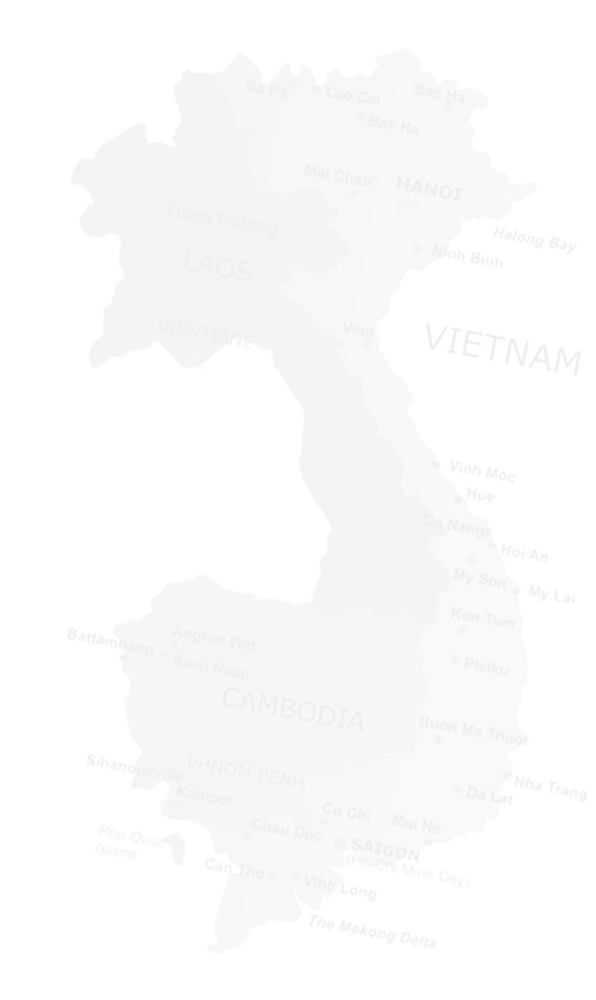 Sa Pa
Lao Cai
Bac Ha
Bac Ha
Mai Chau
HANOI
Luang Prabang
Halong Bay
Ninh Binh
LAOS
VIENTIANE
Vinh
VIETNAM
Vinh Moc
Hue
Da Nang
Hoi An
My Son
My Lai
Kon Tum
Angkor Wat
Battambang
Siem Reap
Pleiku
CAMBODIA
Buon Ma Thuot
Sihanoukville
PHNOM PENH
Nha Trang
Kampot
Da Lat
Cu Chi
Mui Ne
Chau Doc
Phu Quoc
Island
SAIGON
(Ho Chi Minh City)
Can Tho
Vinh Long
The Mekong Delta